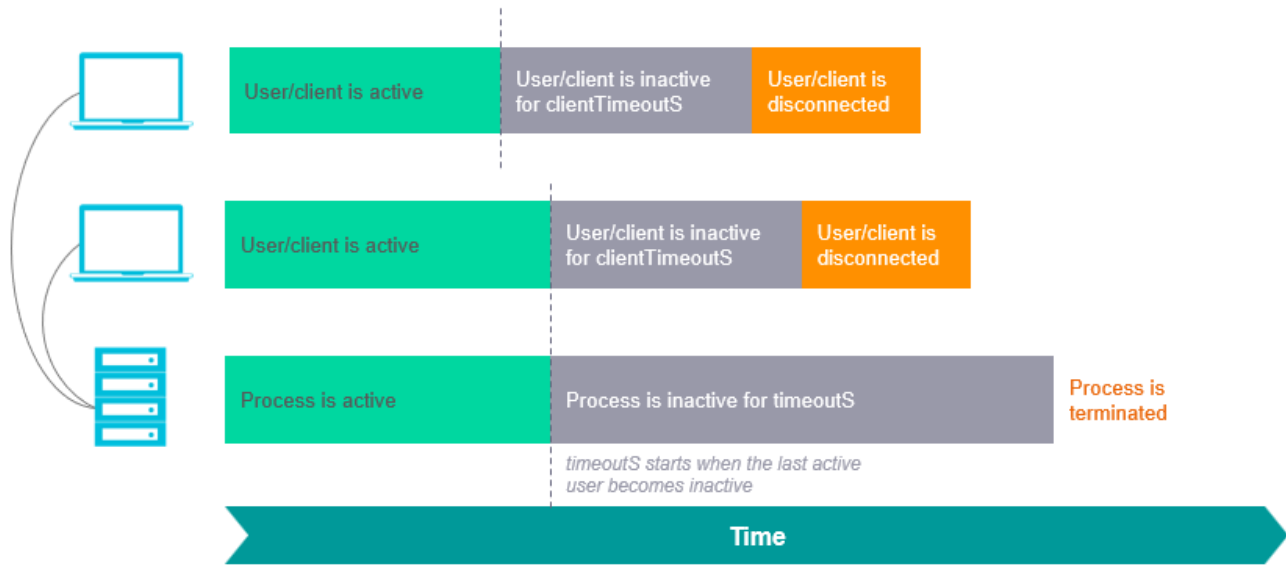 User/client is active
User/client is inactive
for clientTimeoutS
User/client is
disconnected
User/client is active
User/client is inactive
for clientTimeoutS
User/client is
disconnected
Process is active
Process is inactive for timeoutS
Process is
terminated
timeoutS starts when the last active
user becomes inactive
Time